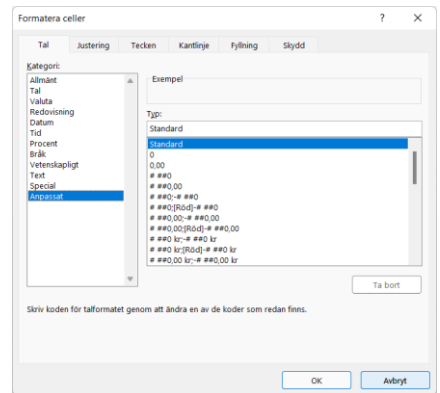 Formatera celler ? ×
Tal Justering Tecken Kantlinje Fyllning Skydd
Kategori:
Allmänt
Tal
Valuta
Redovisning
Datum
Tid
Procent
Bråk
Vetenskapligt
Text
Special
Anpassat
Exempel
Typ:
Standard
Standard
0
0,00
# ##0
# ##0,00
# ##0;-# ##0
# ##0;[Röd]-# ##0
# ##0,00;-# ##0,00
# ##0,00;[Röd]-# ##0,00
# ##0 kr;-# ##0 kr
# ##0 kr;[Röd]-# ##0 kr
# ##0,00 kr;-# ##0,00 kr
Ta bort
Skriv koden för talformatet genom att ändra en av de koder som redan finns.
OK Avbryt